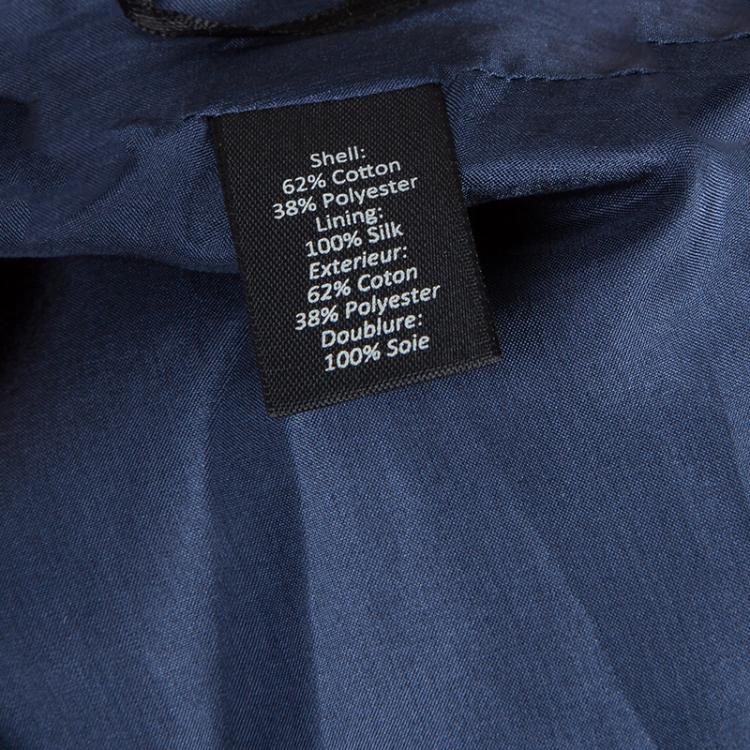 Shell:
62% Cotton
38% Polyester
Lining:
100% Silk
Exterieur:
62% Coton
38% Polyester
Doublure:
100% Soie